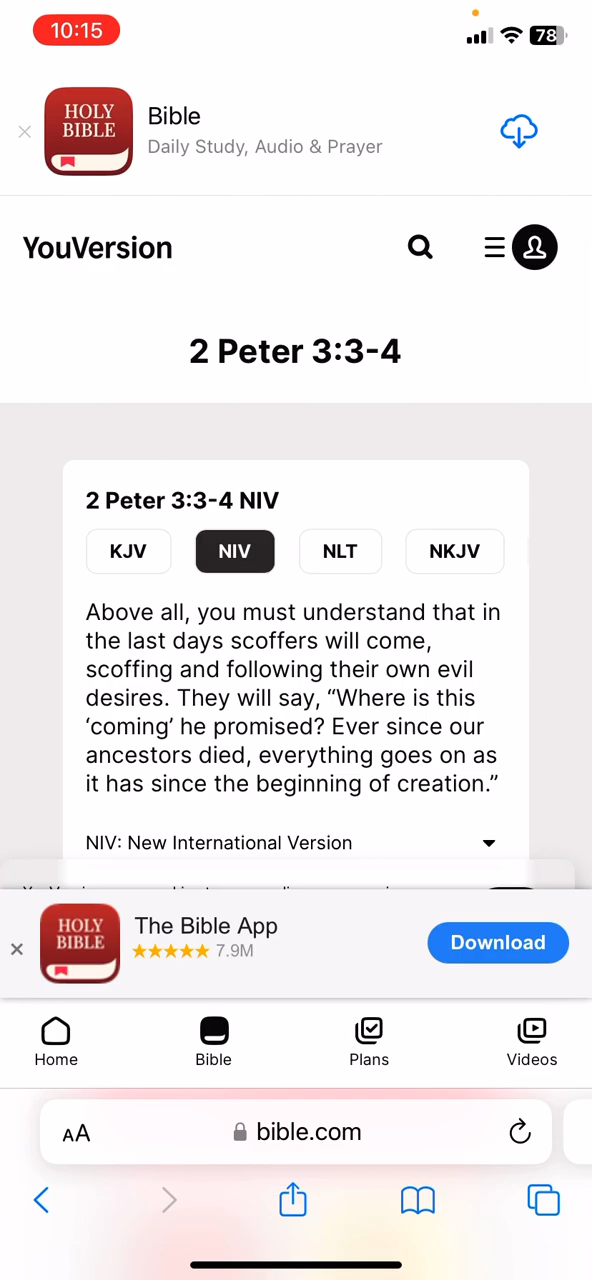 10:15
78
HOLY
BIBLE
Bible
Daily Study, Audio & Prayer
YouVersion
2 Peter 3:3-4
2 Peter 3:3-4 NIV
KJV NIV NLT NKJV
Above all, you must understand that in
the last days scoffers will come,
scoffing and following their own evil
desires. They will say, “Where is this
‘coming’ he promised? Ever since our
ancestors died, everything goes on as
it has since the beginning of creation.”
NIV: New International Version
HOLY
BIBLE
The Bible App
7.9M
Download
Home Bible Plans Videos
AA bible.com